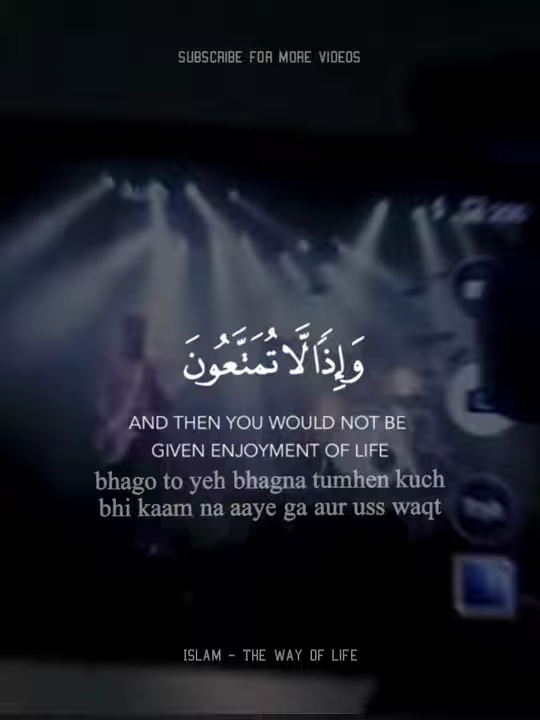 SUBSCRIBE FOR MORE VIDEOS
وَإِذًا لَّا تُمَتَّعُونَ
AND THEN YOU WOULD NOT BE
GIVEN ENJOYMENT OF LIFE
bhago to yeh bhagna tumhen kuch
bhi kaam na aaye ga aur uss waqt
ISLAM - THE WAY OF LIFE